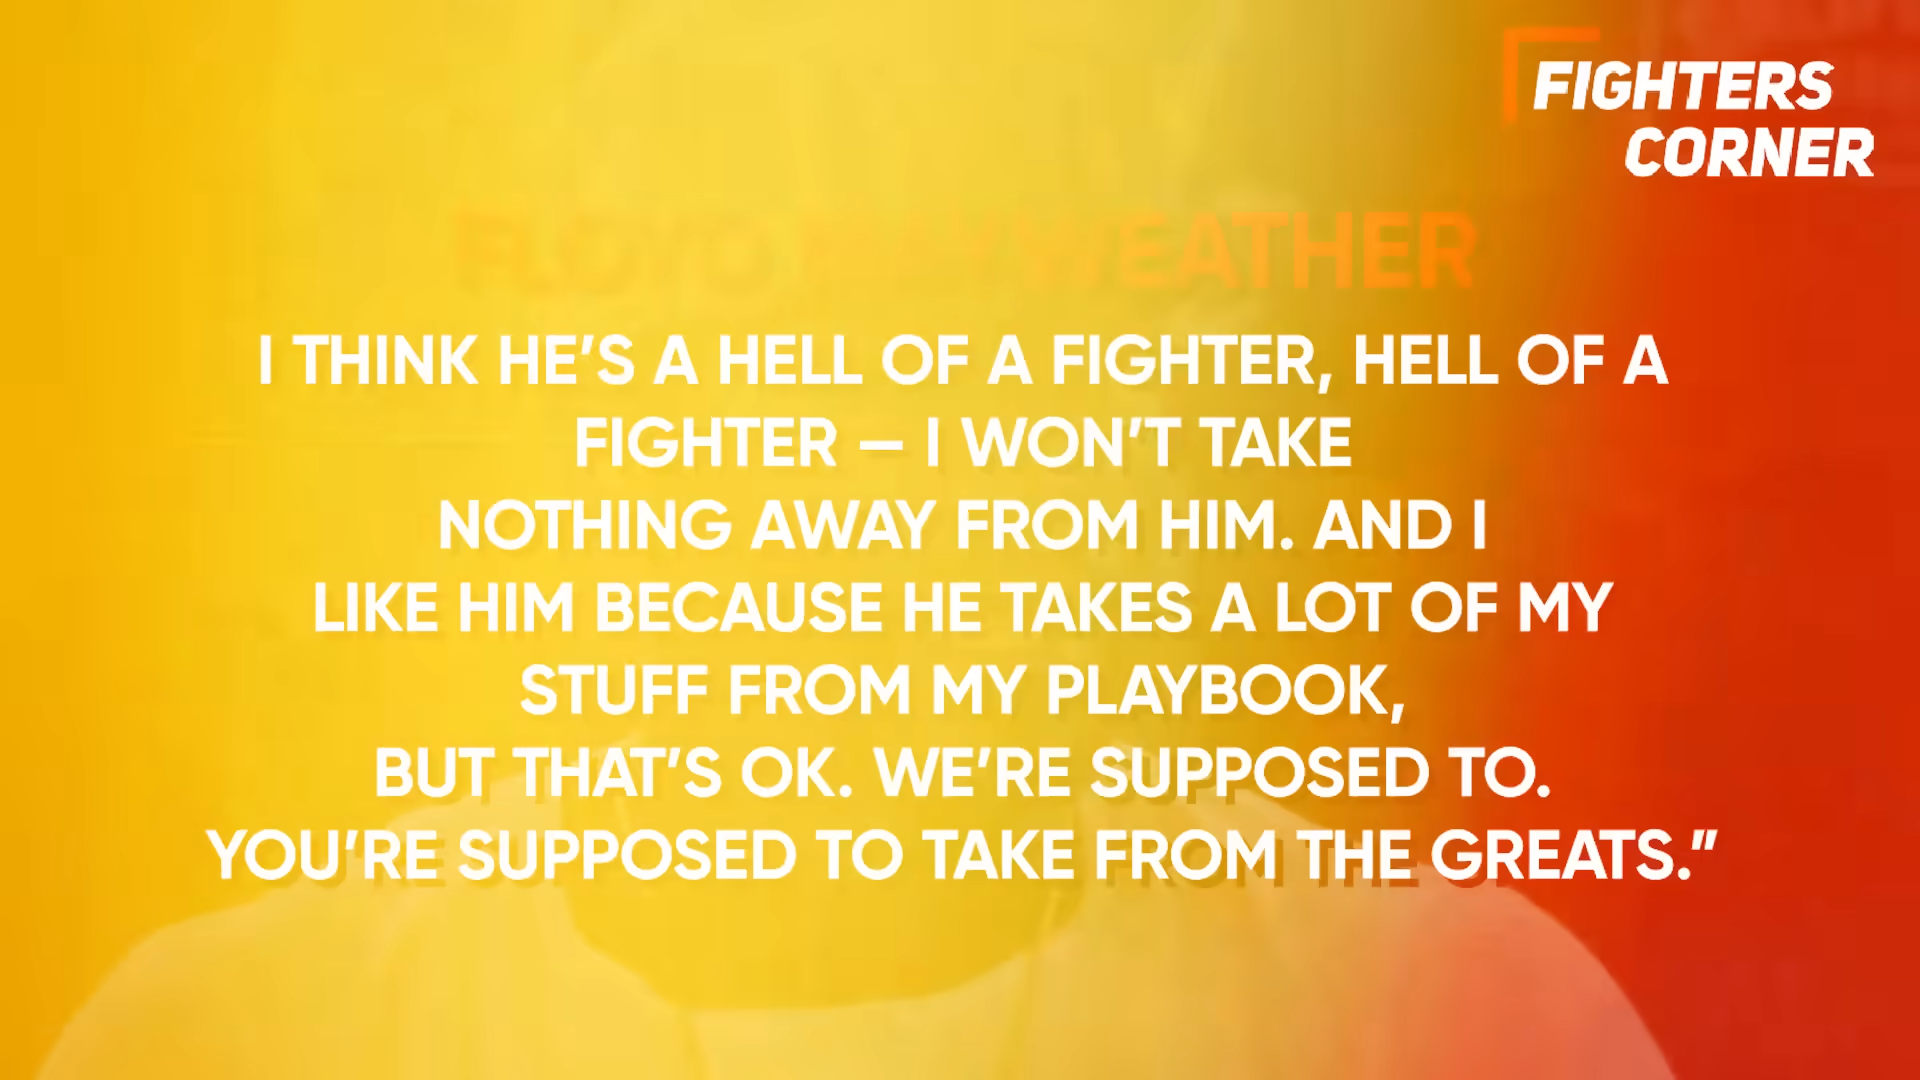 FIGHTERS
CORNER
FLOYD MAYWEATHER
I THINK HE'S A HELL OF A FIGHTER, HELL OF A
FIGHTER – I WON'T TAKE
NOTHING AWAY FROM HIM. AND I
LIKE HIM BECAUSE HE TAKES A LOT OF MY
STUFF FROM MY PLAYBOOK,
BUT THAT'S OK. WE'RE SUPPOSED TO.
YOU'RE SUPPOSED TO TAKE FROM THE GREATS.”